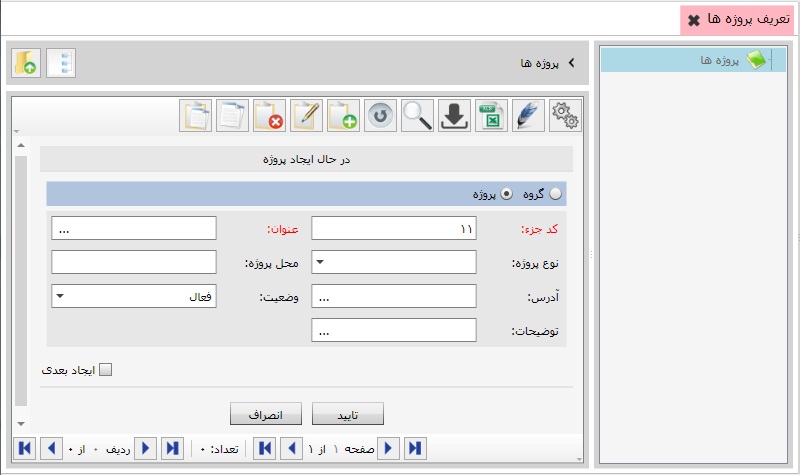 تعریف پروژه ها
پروژه ها
پروژه ها
در حال ایجاد پروژه
گروه پروژه
کد جزء: ۱۱ عنوان: ...
نوع پروژه: محل پروژه:
آدرس: ... وضعیت: فعال
توضیحات: ...
ایجاد بعدی
تایید انصراف
صفحه ۱ از ۱ تعداد: ۰ ردیف ۰ از ۰